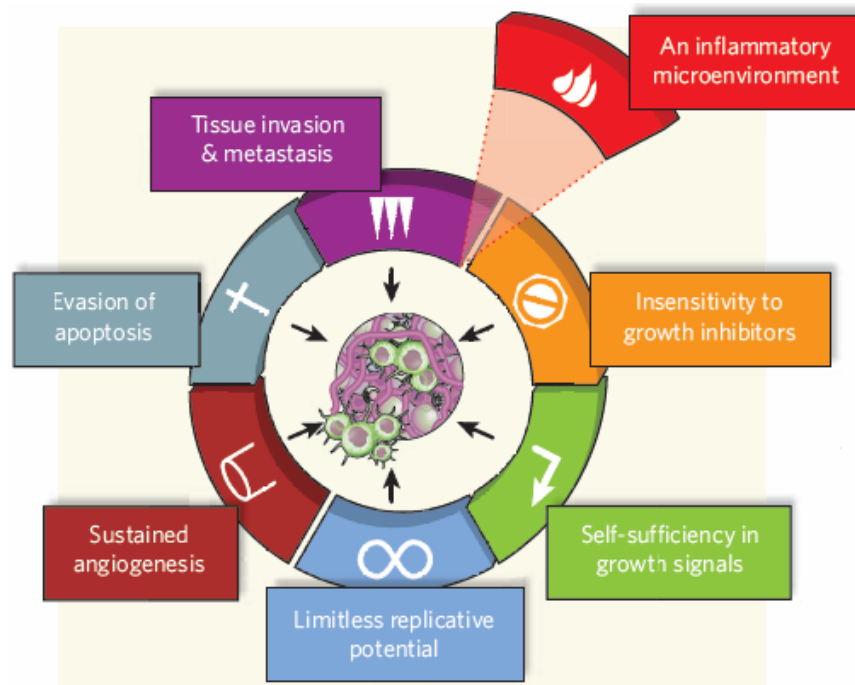 An inflammatory
microenvironment
Tissue invasion
& metastasis
Evasion of
apoptosis
Insensitivity to
growth inhibitors
Sustained
angiogenesis
Self-sufficiency in
growth signals
Limitless replicative
potential